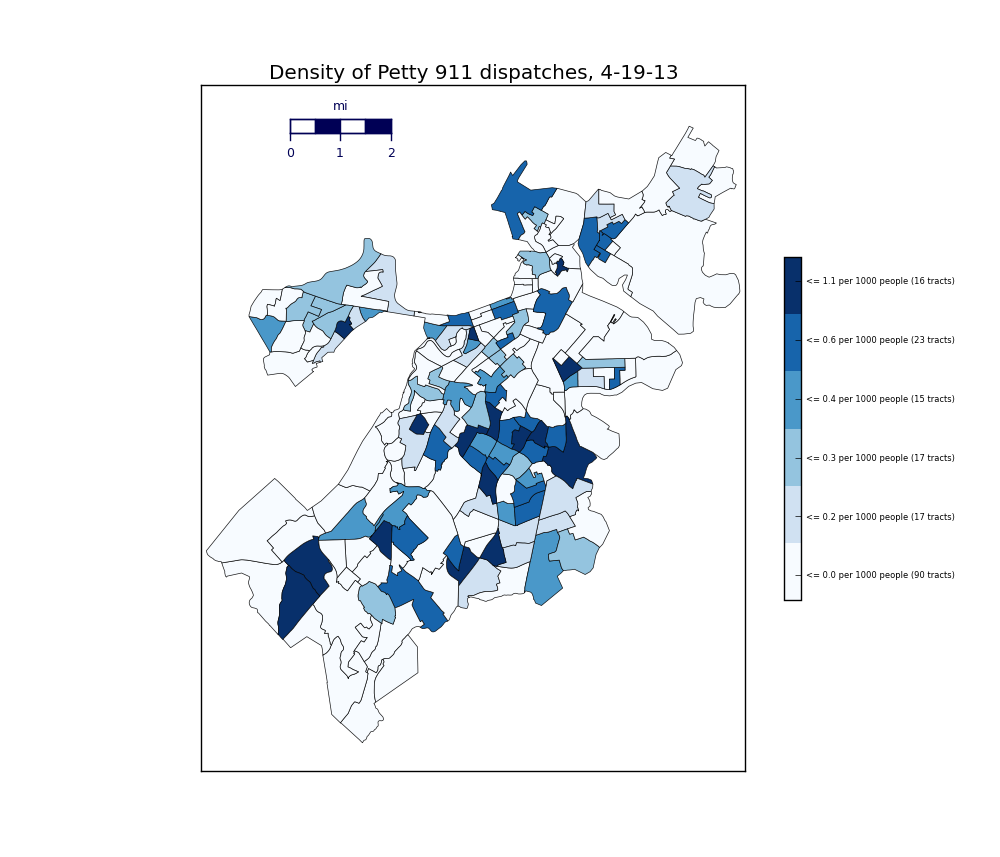 Density of Petty 911 dispatches, 4-19-13
mi
0 1 2
<= 1.1 per 1000 people (16 tracts)
<= 0.6 per 1000 people (23 tracts)
<= 0.4 per 1000 people (15 tracts)
<= 0.3 per 1000 people (17 tracts)
<= 0.2 per 1000 people (17 tracts)
<= 0.0 per 1000 people (90 tracts)